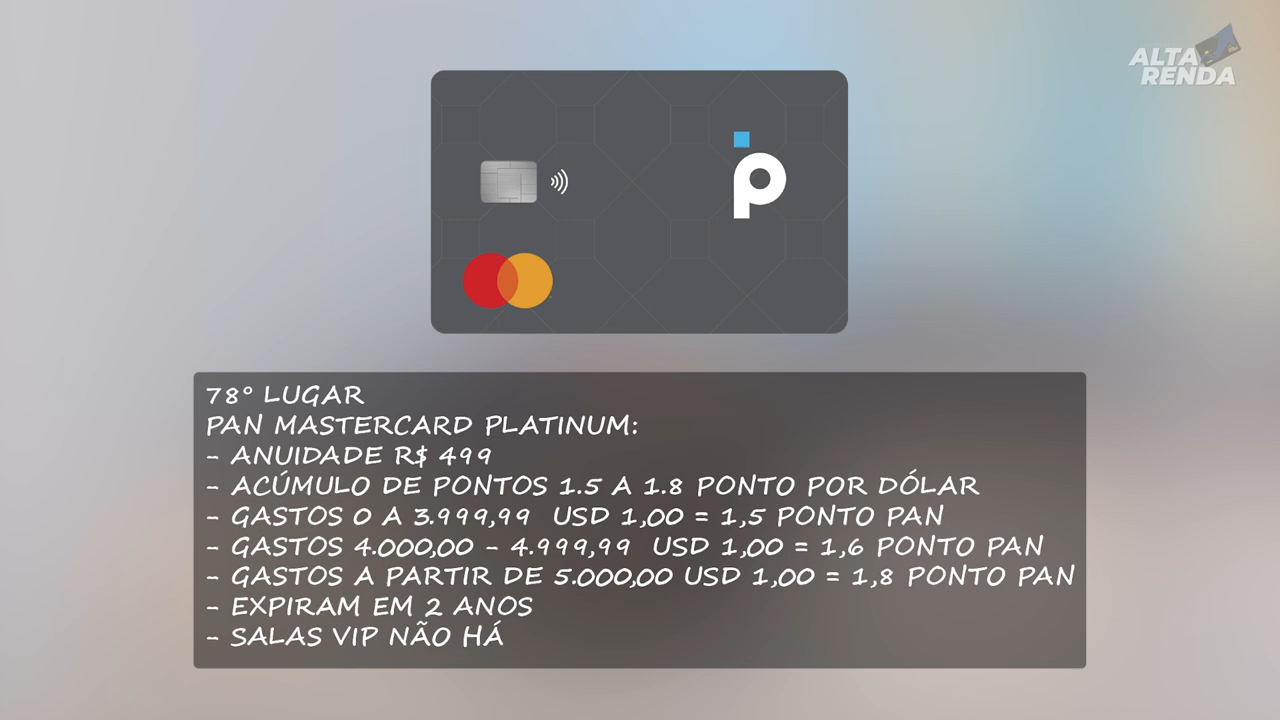 ALTA
RENDA
p
78° LUGAR
PAN MASTERCARD PLATINUM:
- ANUIDADE R$ 499
- ACÚMULO DE PONTOS 1.5 A 1.8 PONTO POR DÓLAR
- GASTOS 0 A 3.999,99 USD 1,00 = 1,5 PONTO PAN
- GASTOS 4.000,00 - 4.999,99 USD 1,00 = 1,6 PONTO PAN
- GASTOS A PARTIR DE 5.000,00 USD 1,00 = 1,8 PONTO PAN
- EXPIRAM EM 2 ANOS
- SALAS VIP NÃO HÁ